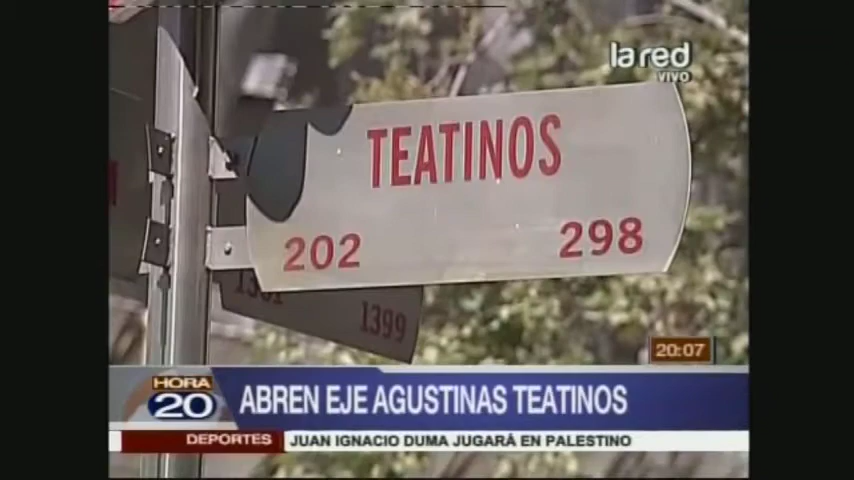 la red
VIVO
TEATINOS
202 298
1399
20:07
HORA
20
ABREN EJE AGUSTINAS TEATINOS
DEPORTES JUAN IGNACIO DUMA JUGARÁ EN PALESTINO